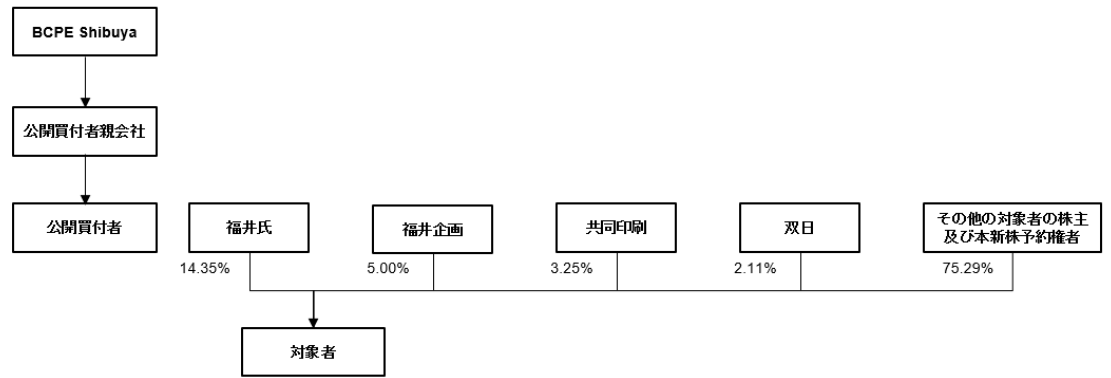 BCPE Shibuya
公開買付者親会社
公開買付者
福井氏
福井企画
共同印刷
双日
その他の対象者の株主
及び本新株予約権者
14.35%
5.00%
3.25%
2.11%
75.29%
対象者